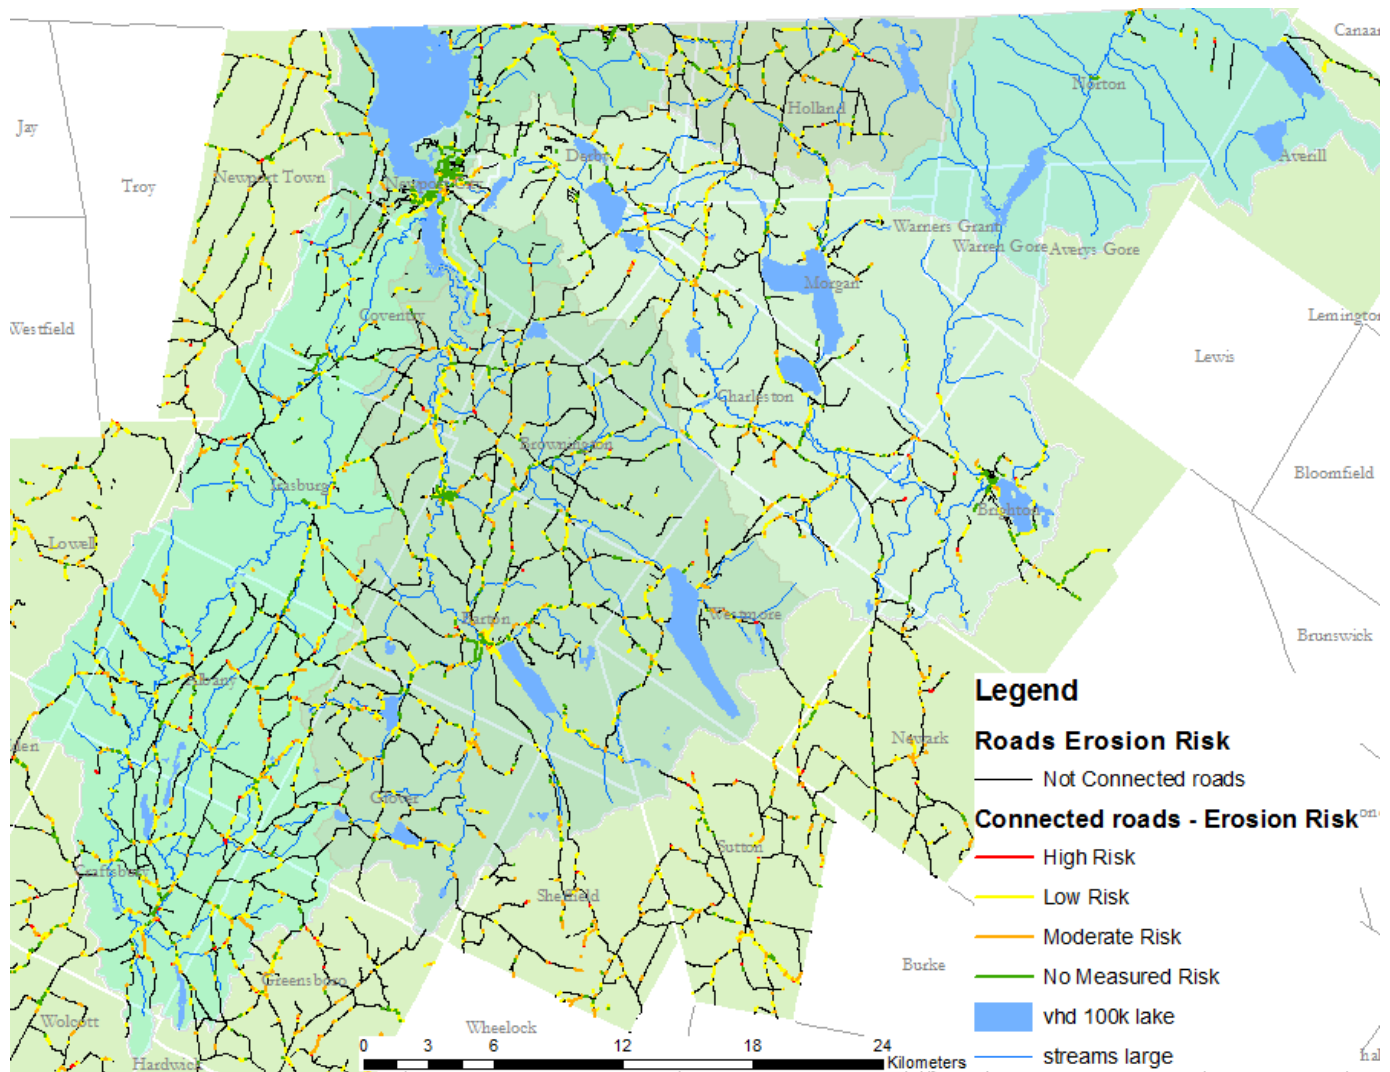 Canaan
Norton
Holland
Jay
Derby
Averill
Troy
Newport Town
Warners Grant
Warren Gore
Averys Gore
Morgan
Coventry
Lemington
Westfield
Lewis
Charleston
Brownington
Bloomfield
Irasburg
Brighton
Lowell
Westmore
Barton
Brunswick
Albany
Newark
Glover
Sutton
Craftsbury
Sheffield
Burke
Greensboro
Wolcott
Wheelock
Hardwick
Legend
Roads Erosion Risk
Not Connected roads
Connected roads - Erosion Risk
High Risk
Low Risk
Moderate Risk
No Measured Risk
vhd 100k lake
streams large
0 3 6 12 18 24
Kilometers